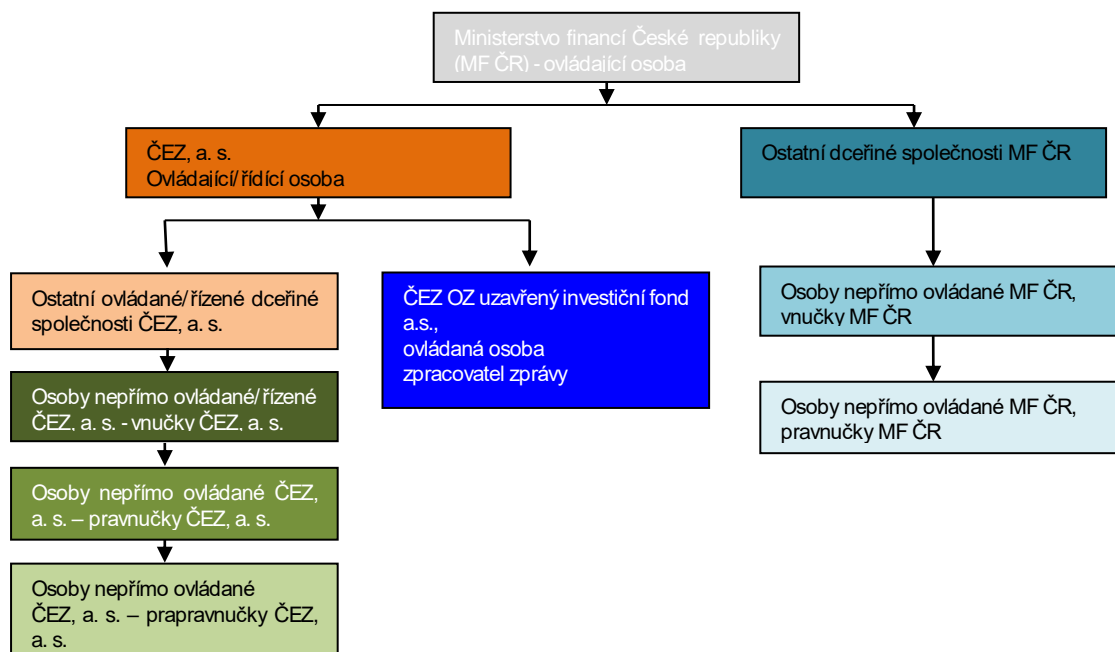 Ministerstvo financí České republiky
(MF ČR) - ovládající osoba
ČEZ, a. s.
Ovládající/řídící osoba
Ostatní dceřiné společnosti MF ČR
Ostatní ovládané/řízené dceřiné
společnosti ČEZ, a. s.
ČEZ OZ uzavřený investiční fond
a.s.,
ovládaná osoba
zpracovatel zprávy
Osoby nepřímo ovládané MF ČR,
vnučky MF ČR
Osoby nepřímo ovládané/řízené
ČEZ, a. s. - vnučky ČEZ, a. s.
Osoby nepřímo ovládané MF ČR,
pravnučky MF ČR
Osoby nepřímo ovládané ČEZ,
a. s. – pravnučky ČEZ, a. s.
Osoby nepřímo ovládané
ČEZ, a. s. – prapravnučky ČEZ,
a. s.